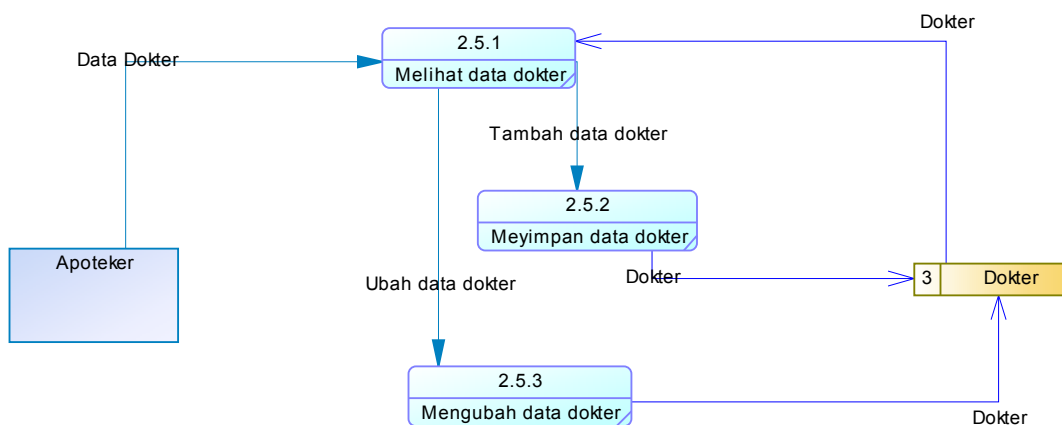 Dokter
2.5.1
Data Dokter
Melihat data dokter
Tambah data dokter
2.5.2
Meyimpan data dokter
Apoteker
Dokter
3
Dokter
Ubah data dokter
2.5.3
Mengubah data dokter
Dokter